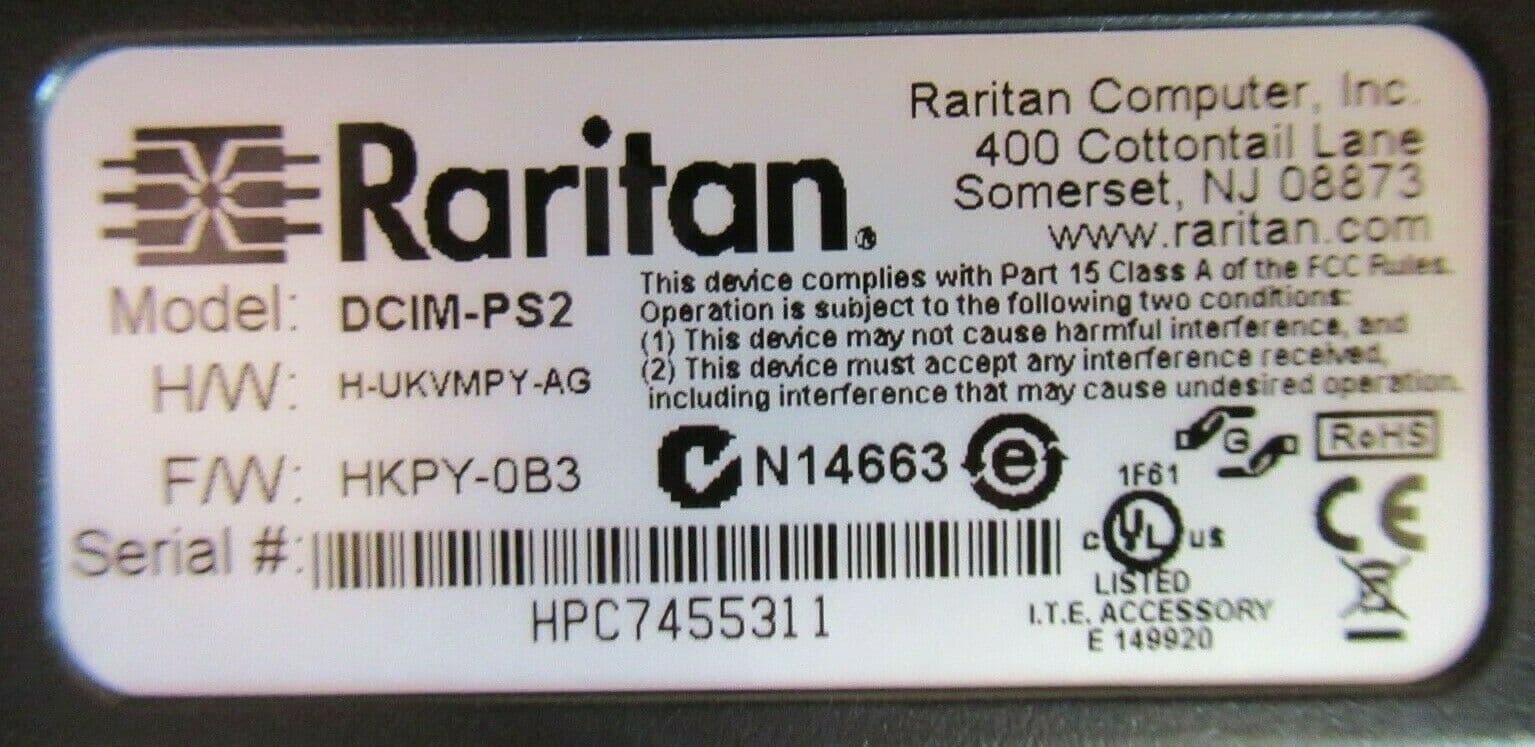 Raritan®
Raritan Computer, Inc.
400 Cottontail Lane
Somerset, NJ 08873
www.raritan.com
Model: DCIM-PS2
H/W: H-UKVMPY-AG
F/W: HKPY-0B3
This device complies with Part 15 Class A of the FCC Rules.
Operation is subject to the following two conditions:
(1) This device may not cause harmful interference, and
(2) This device must accept any interference received,
including interference that may cause undesired operation.
N14663
e
G
RoHS
1F61
c UL us
CE
LISTED
I.T.E. ACCESSORY
E 149920
Serial #:
HPC7455311